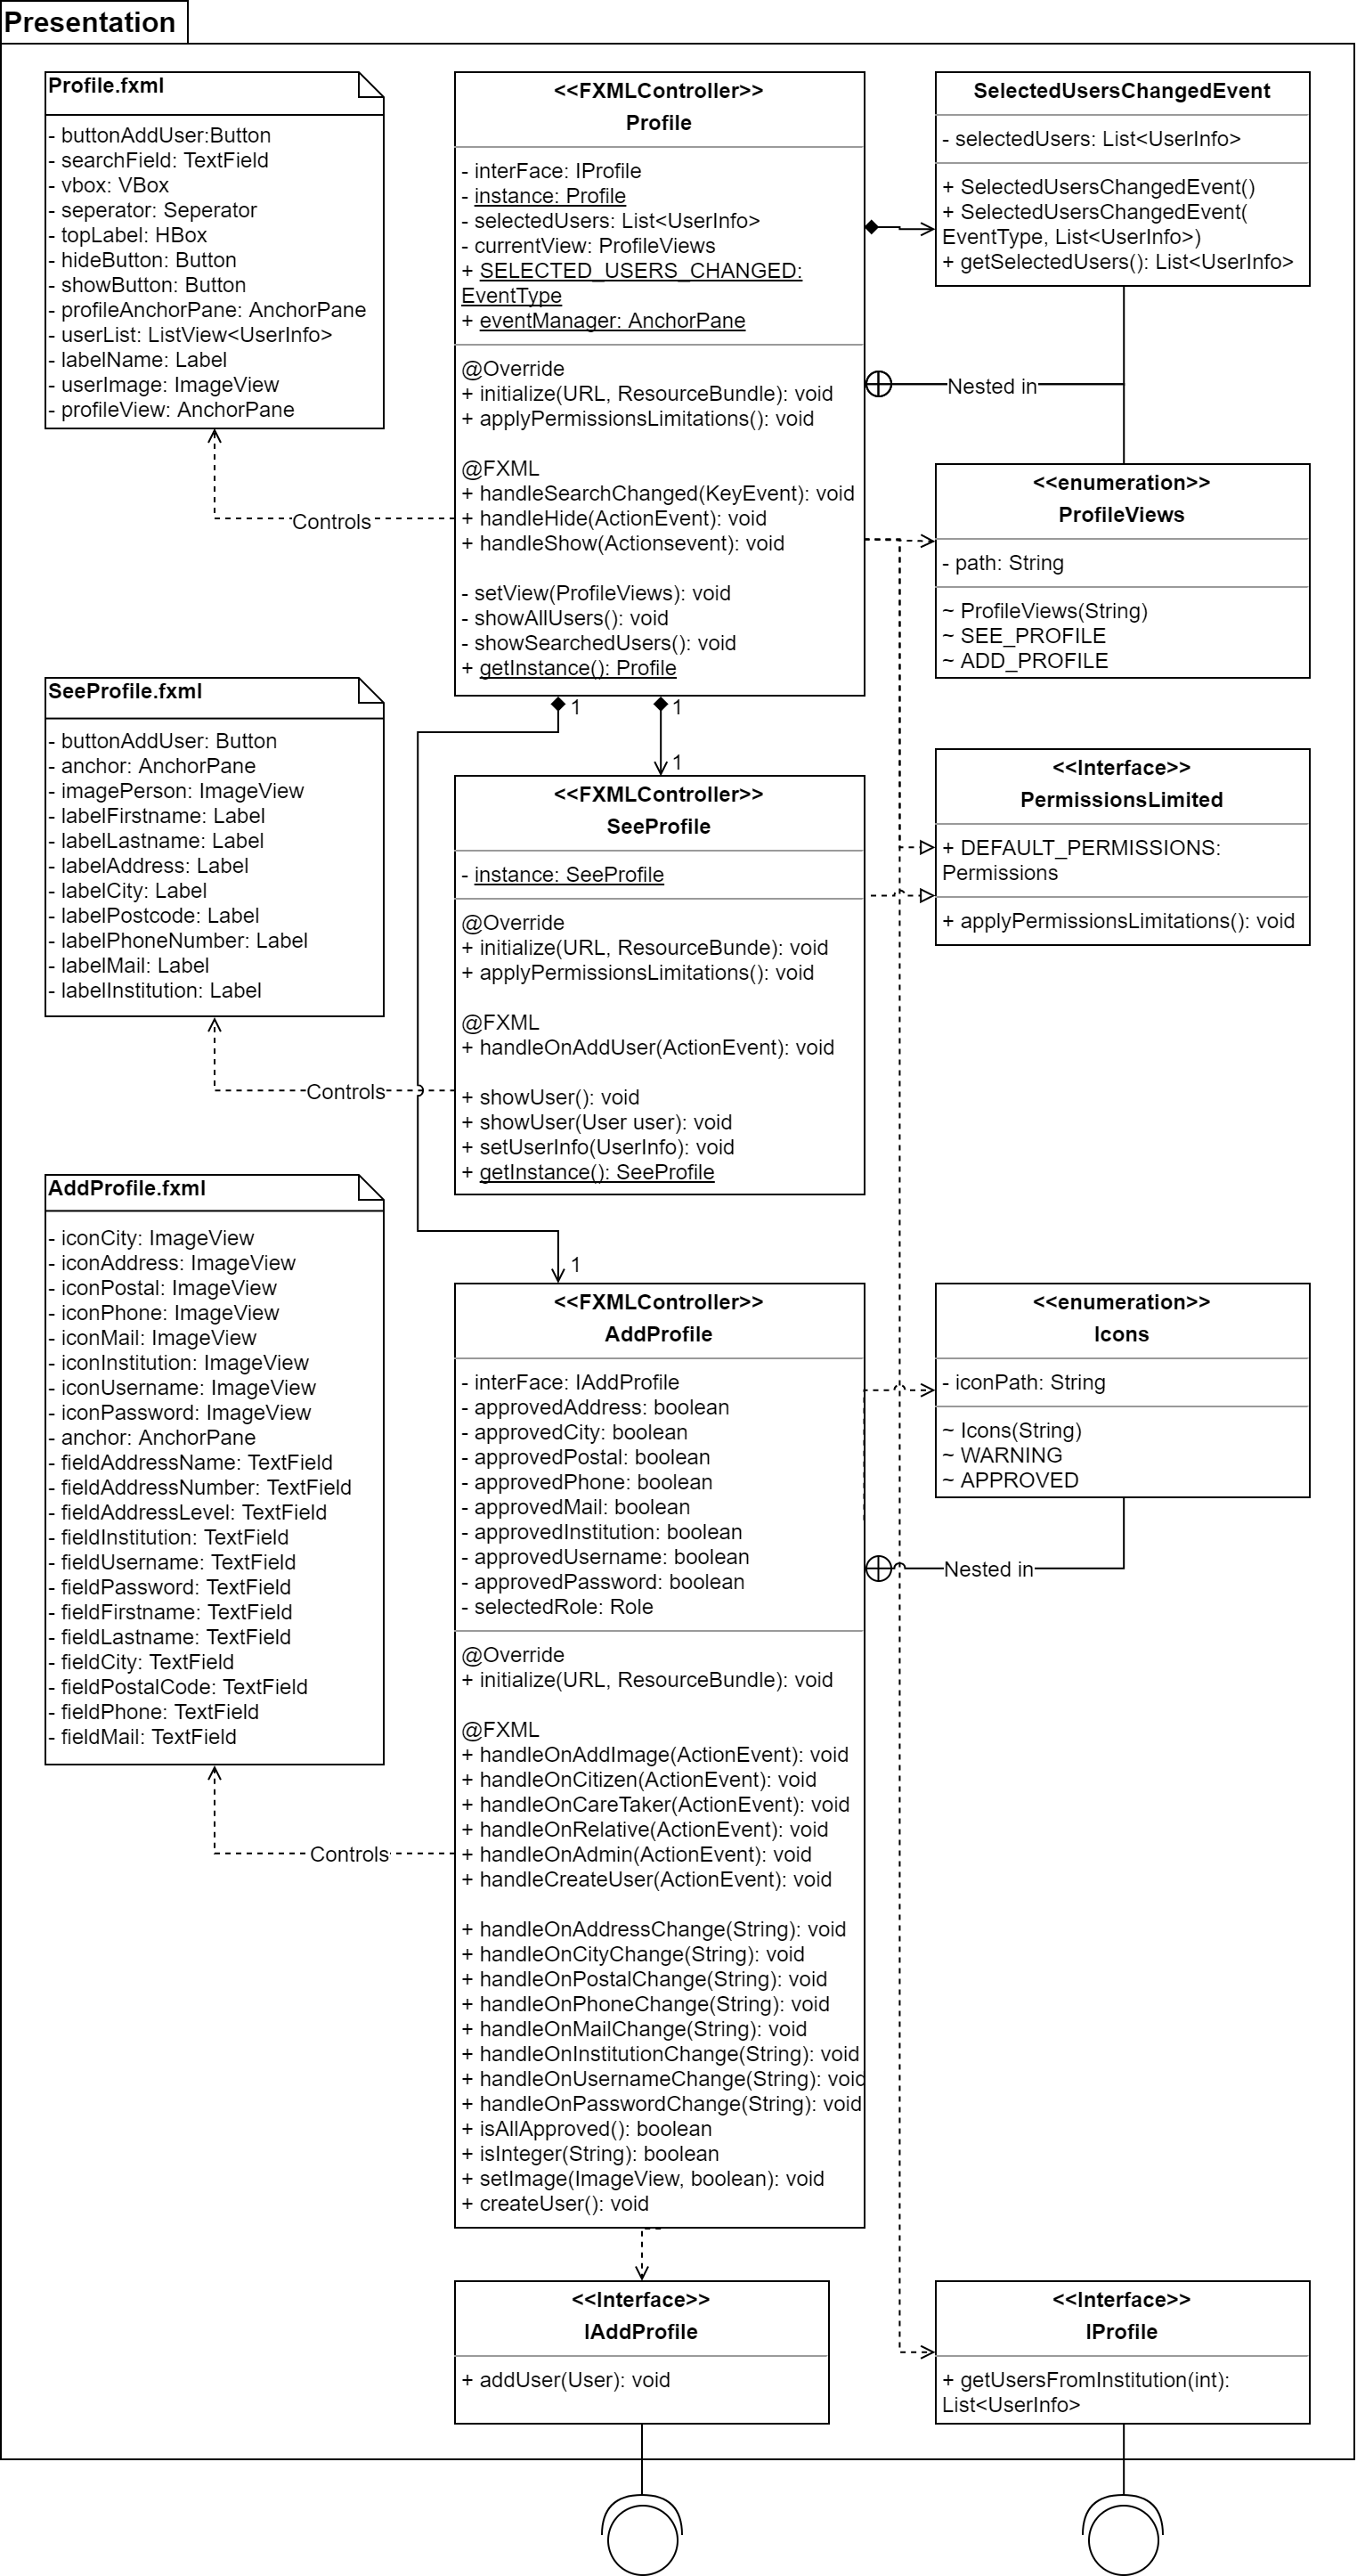 Presentation
Profile.fxml
- buttonAddUser:Button
- searchField: TextField
- vbox: VBox
- seperator: Seperator
- topLabel: HBox
- hideButton: Button
- showButton: Button
- profileAnchorPane: AnchorPane
- userList: ListView<UserInfo>
- labelName: Label
- userImage: ImageView
- profileView: AnchorPane
<<FXMLController>>
Profile
- interFace: IProfile
- instance: Profile
- selectedUsers: List<UserInfo>
- currentView: ProfileViews
+ SELECTED_USERS_CHANGED:
EventType
+ eventManager: AnchorPane
@Override
+ initialize(URL, ResourceBundle): void
+ applyPermissionsLimitations(): void
@FXML
+ handleSearchChanged(KeyEvent): void
+ handleHide(ActionEvent): void
+ handleShow(Actionsevent): void
- setView(ProfileViews): void
- showAllUsers(): void
- showSearchedUsers(): void
+ getInstance(): Profile
SelectedUsersChangedEvent
- selectedUsers: List<UserInfo>
+ SelectedUsersChangedEvent()
+ SelectedUsersChangedEvent(
EventType, List<UserInfo>)
+ getSelectedUsers(): List<UserInfo>
Nested in
Controls
<<enumeration>>
ProfileViews
- path: String
~ ProfileViews(String)
~ SEE_PROFILE
~ ADD_PROFILE
1
1
1
SeeProfile.fxml
- buttonAddUser: Button
- anchor: AnchorPane
- imagePerson: ImageView
- labelFirstname: Label
- labelLastname: Label
- labelAddress: Label
- labelCity: Label
- labelPostcode: Label
- labelPhoneNumber: Label
- labelMail: Label
- labelInstitution: Label
<<FXMLController>>
SeeProfile
- instance: SeeProfile
@Override
+ initialize(URL, ResourceBunde): void
+ applyPermissionsLimitations(): void
@FXML
+ handleOnAddUser(ActionEvent): void
+ showUser(): void
+ showUser(User user): void
+ setUserInfo(UserInfo): void
+ getInstance(): SeeProfile
<<Interface>>
PermissionsLimited
+ DEFAULT_PERMISSIONS:
Permissions
+ applyPermissionsLimitations(): void
Controls
1
AddProfile.fxml
- iconCity: ImageView
- iconAddress: ImageView
- iconPostal: ImageView
- iconPhone: ImageView
- iconMail: ImageView
- iconInstitution: ImageView
- iconUsername: ImageView
- iconPassword: ImageView
- anchor: AnchorPane
- fieldAddressName: TextField
- fieldAddressNumber: TextField
- fieldAddressLevel: TextField
- fieldInstitution: TextField
- fieldUsername: TextField
- fieldPassword: TextField
- fieldFirstname: TextField
- fieldLastname: TextField
- fieldCity: TextField
- fieldPostalCode: TextField
- fieldPhone: TextField
- fieldMail: TextField
<<FXMLController>>
AddProfile
- interFace: IAddProfile
- approvedAddress: boolean
- approvedCity: boolean
- approvedPostal: boolean
- approvedPhone: boolean
- approvedMail: boolean
- approvedInstitution: boolean
- approvedUsername: boolean
- approvedPassword: boolean
- selectedRole: Role
@Override
+ initialize(URL, ResourceBundle): void
@FXML
+ handleOnAddImage(ActionEvent): void
+ handleOnCitizen(ActionEvent): void
+ handleOnCareTaker(ActionEvent): void
+ handleOnRelative(ActionEvent): void
+ handleOnAdmin(ActionEvent): void
+ handleCreateUser(ActionEvent): void
+ handleOnAddressChange(String): void
+ handleOnCityChange(String): void
+ handleOnPostalChange(String): void
+ handleOnPhoneChange(String): void
+ handleOnMailChange(String): void
+ handleOnInstitutionChange(String): void
+ handleOnUsernameChange(String): void
+ handleOnPasswordChange(String): void
+ isAllApproved(): boolean
+ isInteger(String): boolean
+ setImage(ImageView, boolean): void
+ createUser(): void
<<enumeration>>
Icons
- iconPath: String
~ Icons(String)
~ WARNING
~ APPROVED
Nested in
Controls
<<Interface>>
IAddProfile
+ addUser(User): void
<<Interface>>
IProfile
+ getUsersFromInstitution(int):
List<UserInfo>